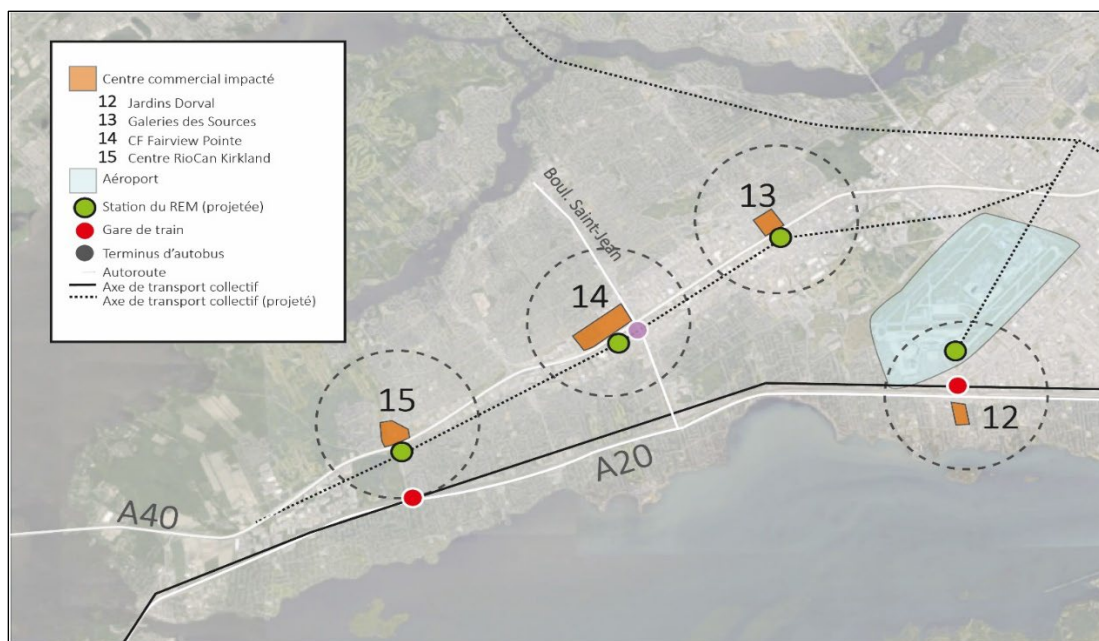 Centre commercial impacté
12 Jardins Dorval
13 Galeries des Sources
14 CF Fairview Pointe
15 Centre RioCan Kirkland
Aéroport
Station du REM (projetée)
Gare de train
Terminus d'autobus
Autoroute
Axe de transport collectif
Axe de transport collectif (projeté)
Boul. Saint-Jean
13
14
15
12
A20
A40